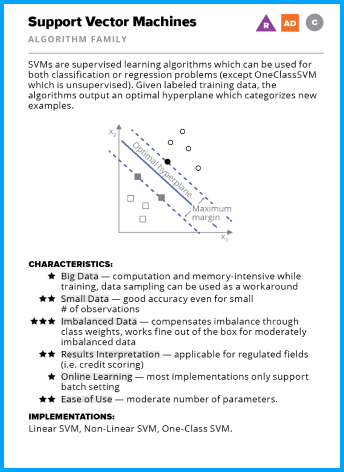 Support Vector Machines
R AD C
ALGORITHM FAMILY
SVMs are supervised learning algorithms which can be used for
both classification or regression problems (except OneClassSVM
which is unsupervised). Given labeled training data, the
algorithms output an optimal hyperplane which categorizes new
examples.
x₂
Optimal hyperplane
Maximum
margin
x₁
CHARACTERISTICS:
★ Big Data — computation and memory-intensive while
training, data sampling can be used as a workaround
★★ Small Data — good accuracy even for small
# of observations
★★★ Imbalanced Data — compensates imbalance through
class weights, works fine out of the box for moderately
imbalanced data
★★ Results Interpretation — applicable for regulated fields
(i.e. credit scoring)
★ Online Learning — most implementations only support
batch setting
★★ Ease of Use — moderate number of parameters.
IMPLEMENTATIONS:
Linear SVM, Non-Linear SVM, One-Class SVM.